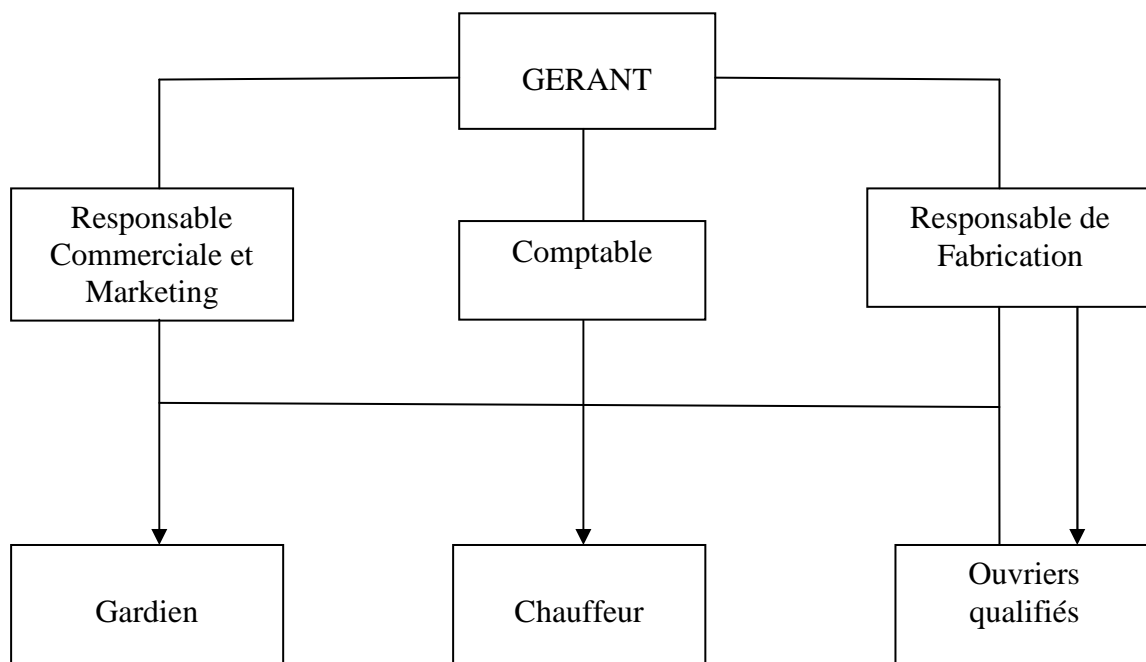 GERANT
Responsable
Commerciale et
Marketing
Comptable
Responsable de
Fabrication
Gardien
Chauffeur
Ouvriers
qualifiés